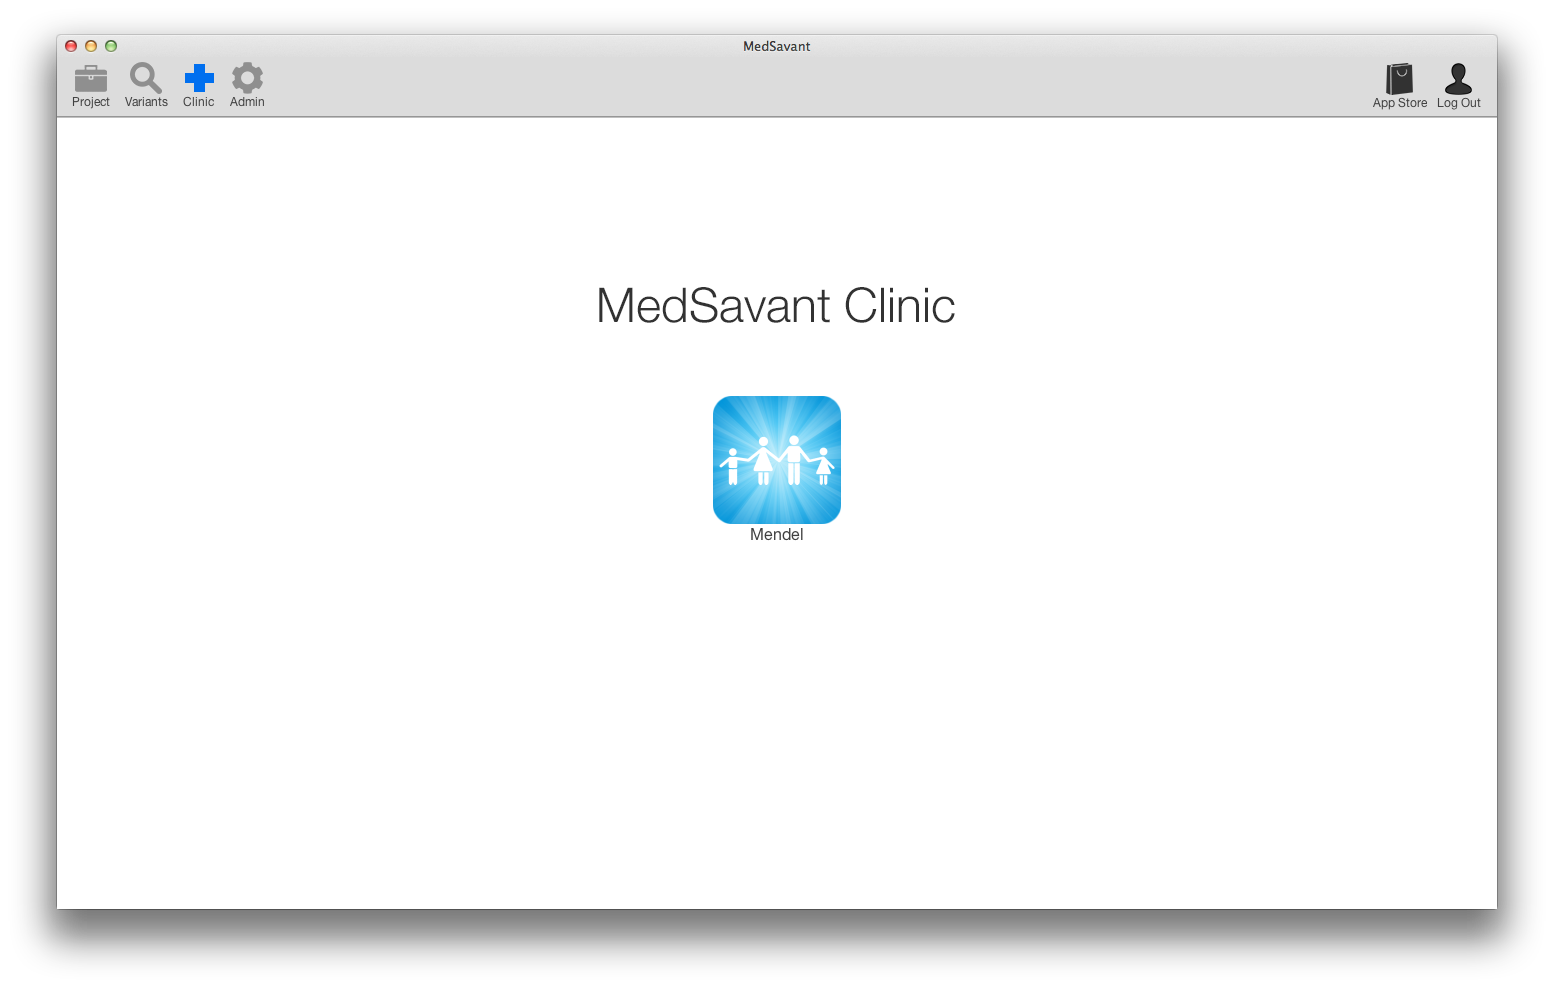 MedSavant
Project Variants Clinic Admin App Store Log Out
MedSavant Clinic
Mendel